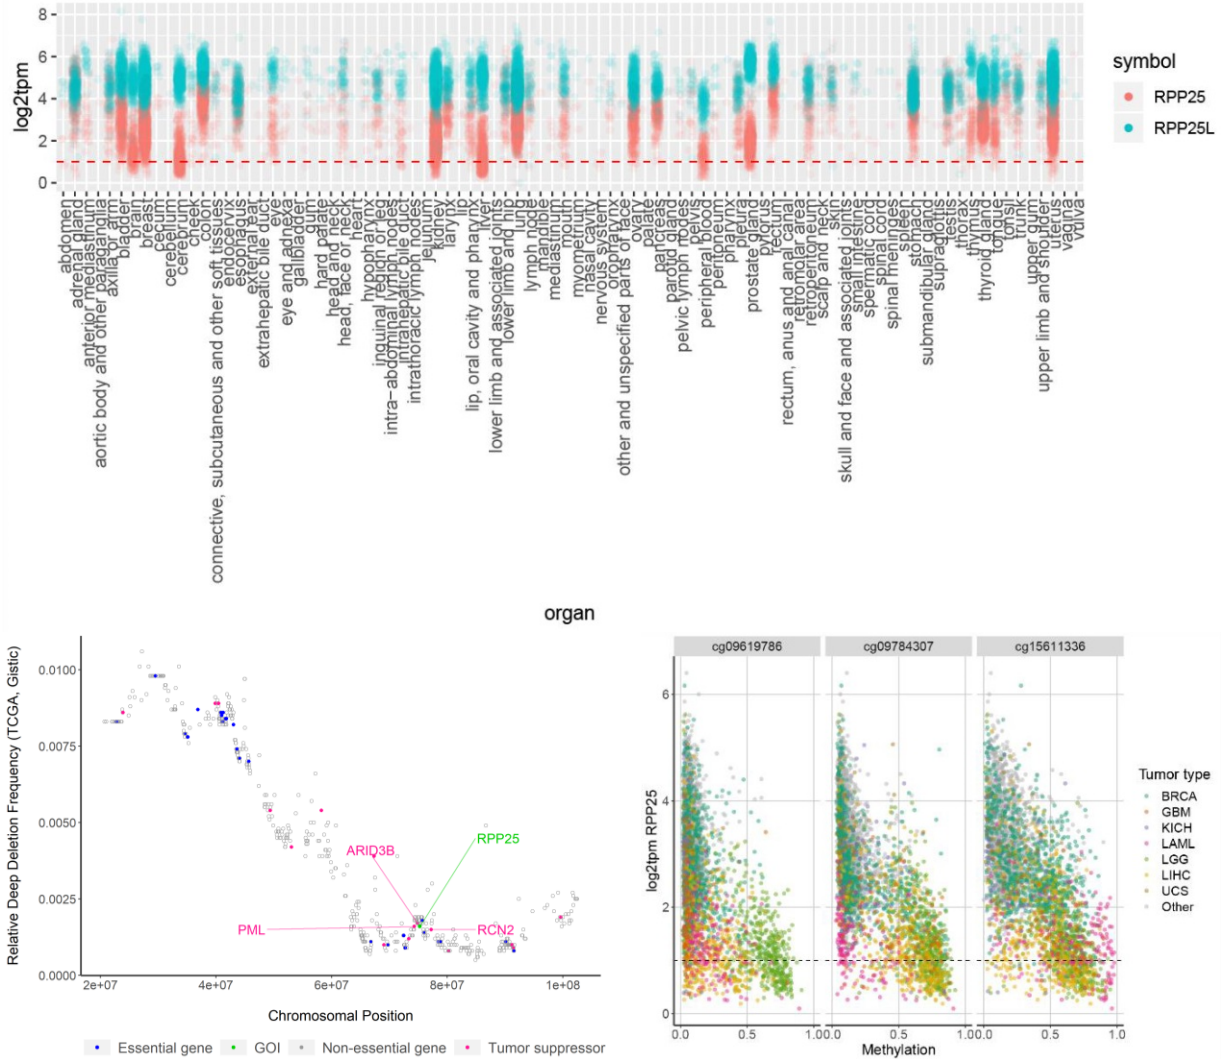 log2tpm
8
6
4
2
0
symbol
RPP25
RPP25L
abdomen
adrenal gland
anterior mediastinum
aortic body and other paraganglia
axillar arm
bladder
brain
breast
cecum
cerebellum
cerebrum
cheek
colon
connective, subcutaneous and other soft tissues
endocervix
esophagus
external ear
extrahepatic bile duct
eye
eye and adnexa
gallbladder
gum
hard palate
head and neck
head, face or neck
heart
hypopharynx
inguinal region or leg
intra−abdominal lymph nodes
intrahepatic bile duct
intrathoracic lymph nodes
jejunum
kidney
larynx
lip
lip, oral cavity and pharynx
liver
lower limb and associated joints
lower limb and hip
lung
lymph node
mandible
mediastinum
mouth
myometrium
nasal cavity
nervous system
oropharynx
other and unspecified parts of face
ovary
palate
pancreas
parotid gland
pelvic lymph nodes
pelvis
peripheral blood
peritoneum
pharynx
pleura
prostate gland
pylorus
rectum
rectum, anus and anal canal
retromolar area
retroperitoneum
scalp and neck
skin
skull and face and associated joints
small intestine
spermatic cord
spinal cord
spinal meninges
spleen
stomach
submandibular gland
supraglottis
testis
thorax
thymus
thyroid gland
tongue
tonsil
trunk
upper gum
upper limb and shoulder
uterus
vagina
vulva
organ
Relative Deep Deletion Frequency (TCGA, Gistic)
0.0100
0.0075
0.0050
0.0025
0.0000
RPP25
ARID3B
PML
RCN2
2e+07 4e+07 6e+07 8e+07 1e+08
Chromosomal Position
Essential gene GOI Non-essential gene Tumor suppressor
cg09619786 cg09784307 cg15611336
log2tpm RPP25
6
4
2
0
0.0 0.5 1.0 0.0 0.5 1.0 0.0 0.5 1.0
Methylation
Tumor type
BRCA
GBM
KICH
LAML
LGG
LIHC
UCS
Other